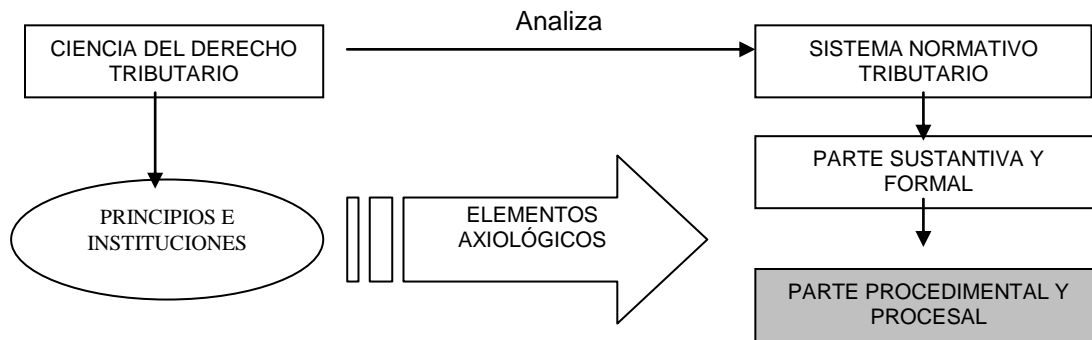 Analiza
CIENCIA DEL DERECHO
TRIBUTARIO
SISTEMA NORMATIVO
TRIBUTARIO
PARTE SUSTANTIVA Y
FORMAL
PRINCIPIOS E
INSTITUCIONES
ELEMENTOS
AXIOLÓGICOS
PARTE PROCEDIMENTAL Y
PROCESAL